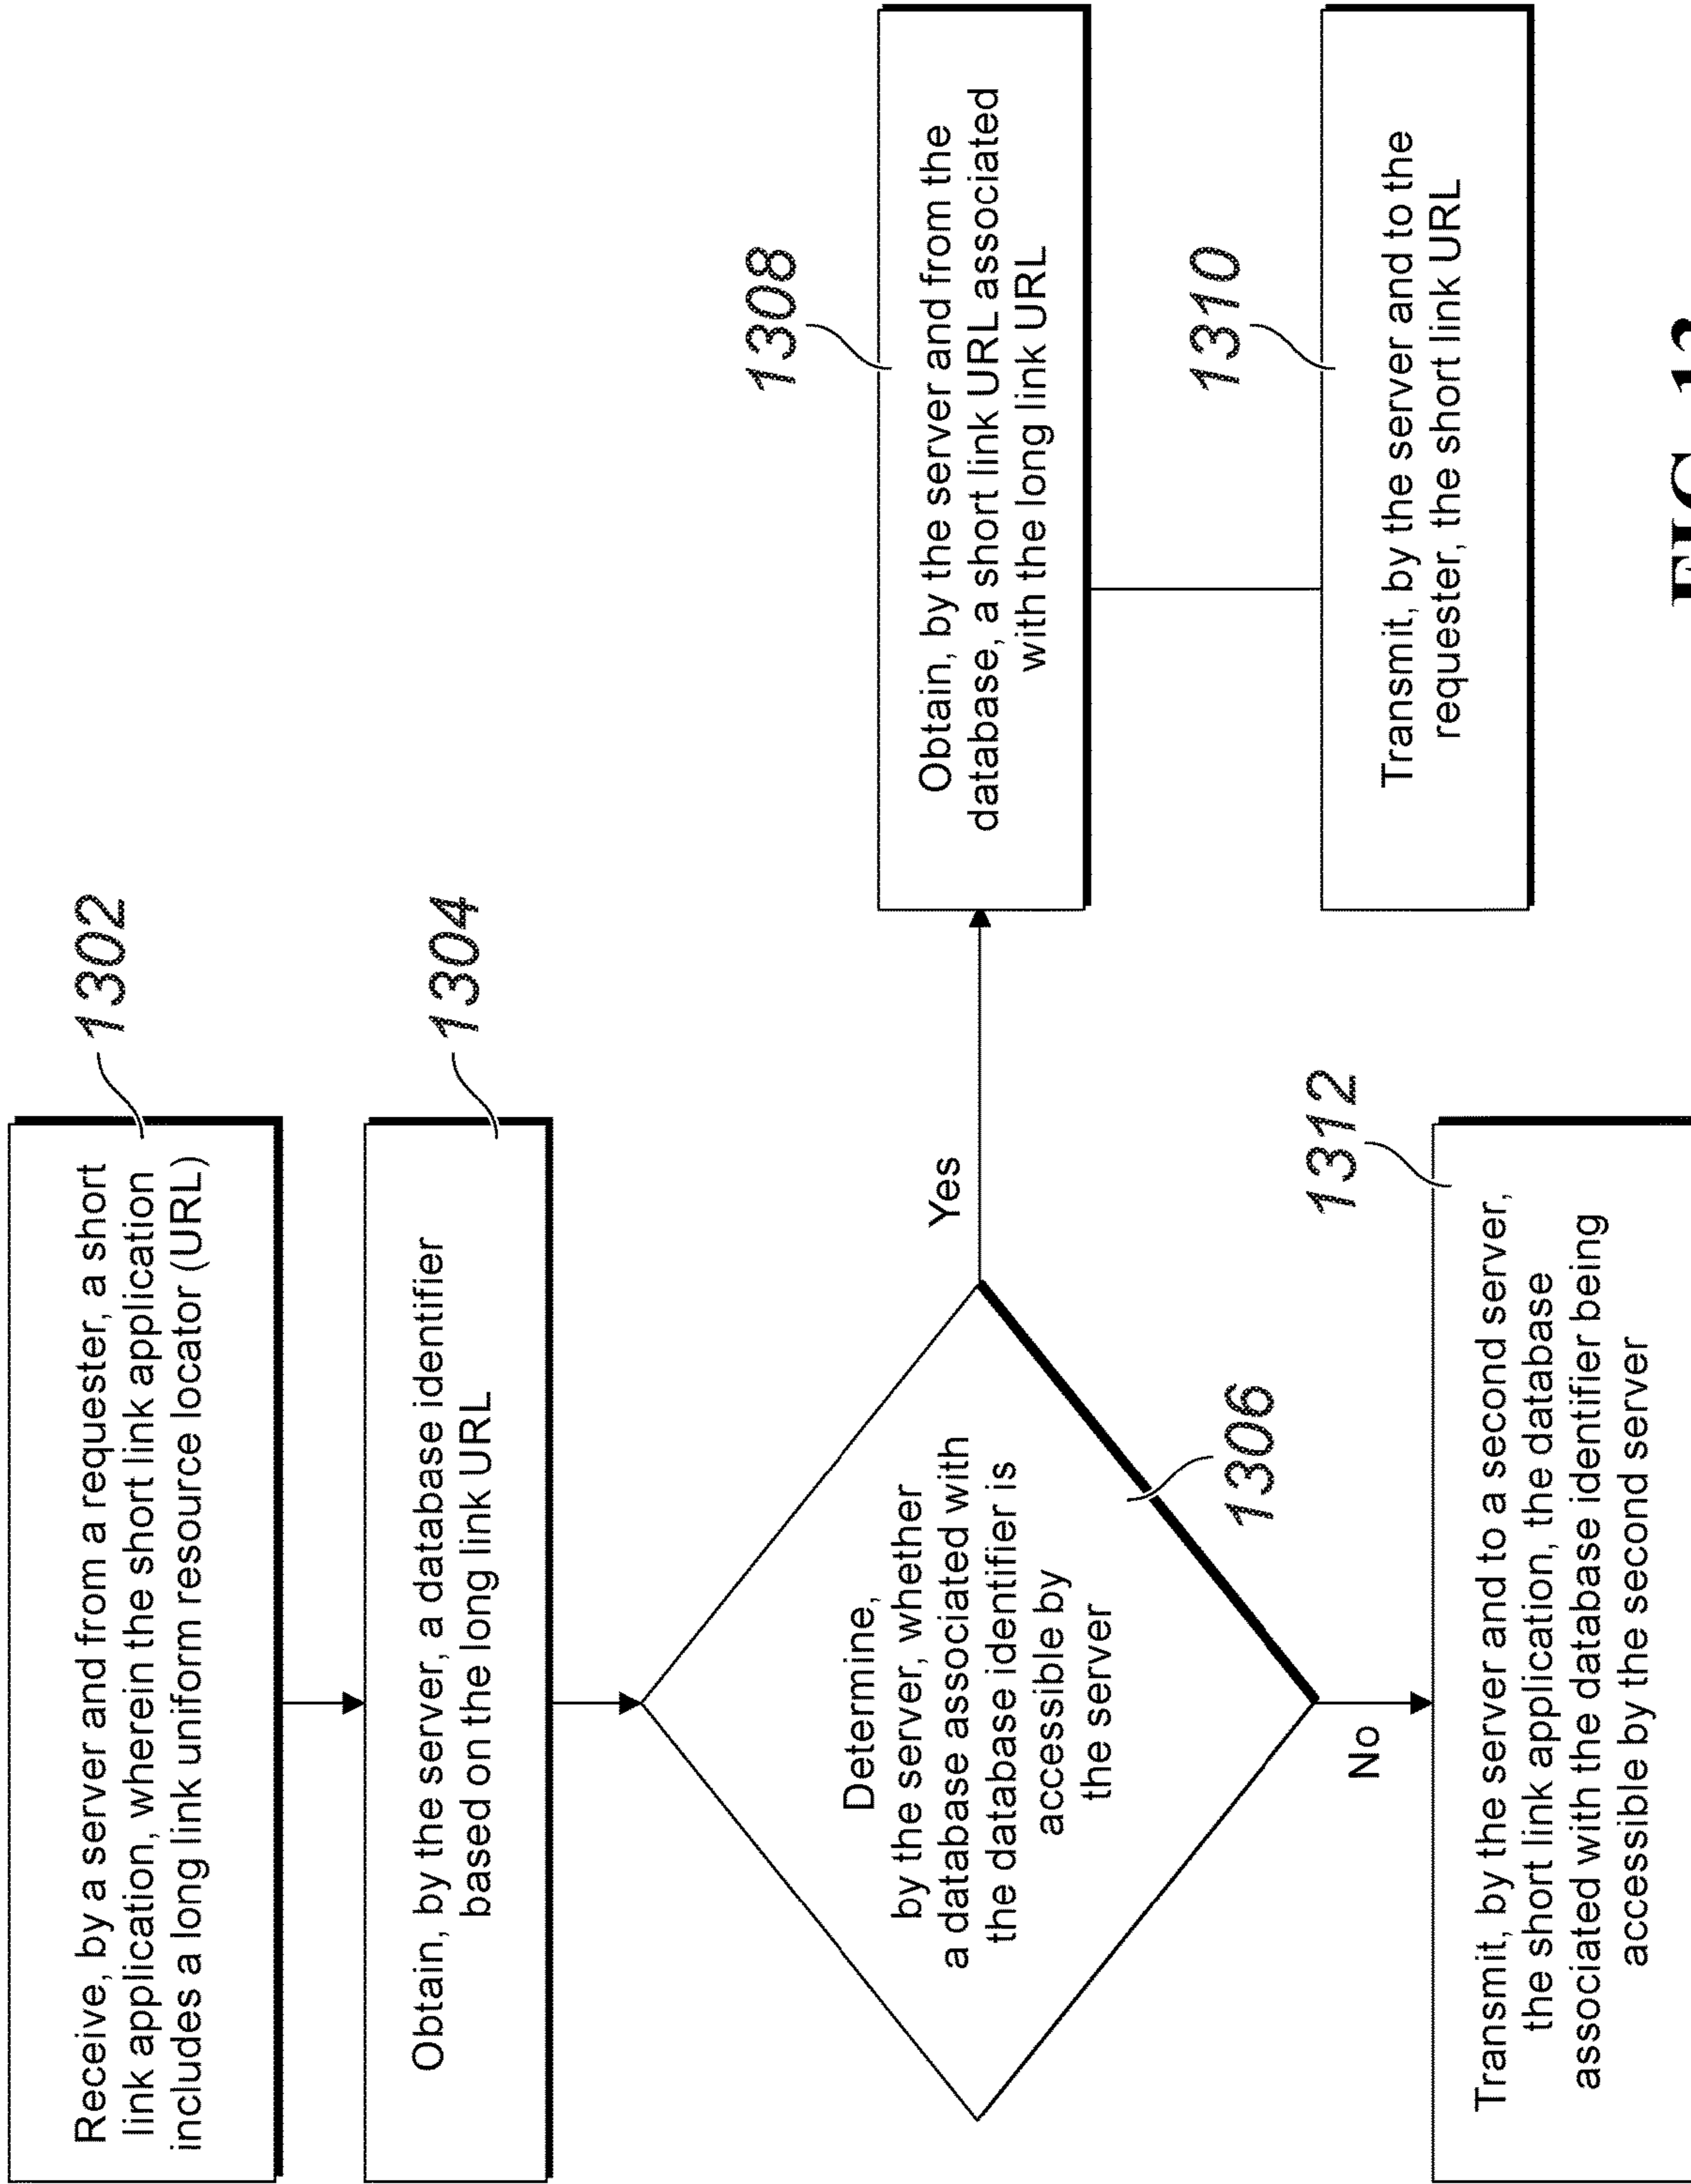 1302
Receive, by a server and from a requester, a short
link application, wherein the short link application
includes a long link uniform resource locator (URL)
1304
Obtain, by the server, a database identifier
based on the long link URL
Determine,
by the server, whether
a database associated with
the database identifier is
accessible by
the server
1306
Yes
1308
Obtain, by the server and from the
database, a short link URL associated
with the long link URL
1310
Transmit, by the server and to the
requester, the short link URL
No
1312
Transmit, by the server and to a second server,
the short link application, the database
associated with the database identifier being
accessible by the second server